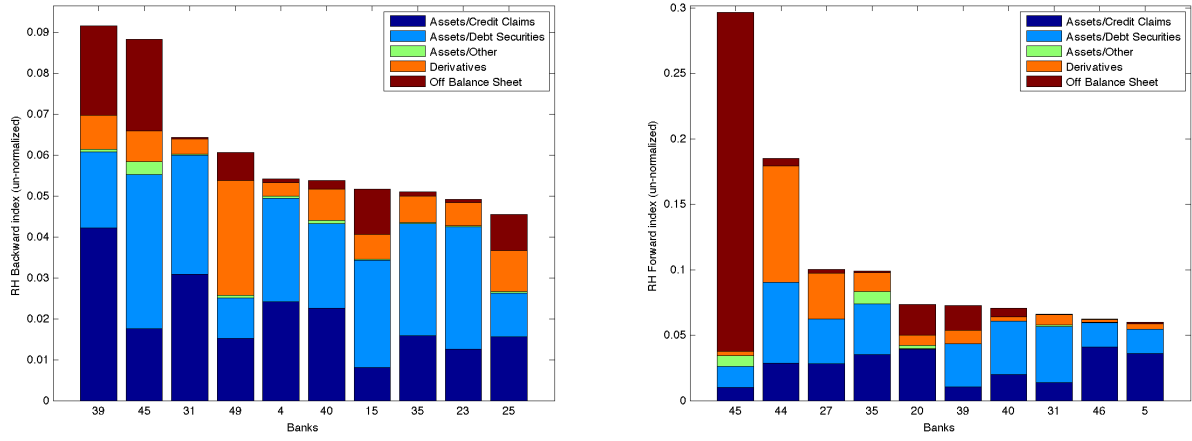 RH Backward index (un-normalized)
0.09
0.08
0.07
0.06
0.05
0.04
0.03
0.02
0.01
0
Assets/Credit Claims
Assets/Debt Securities
Assets/Other
Derivatives
Off Balance Sheet
39 45 31 49 4 40 15 35 23 25
Banks
RH Forward index (un-normalized)
0.3
0.25
0.2
0.15
0.1
0.05
0
Assets/Credit Claims
Assets/Debt Securities
Assets/Other
Derivatives
Off Balance Sheet
45 44 27 35 20 39 40 31 46 5
Banks